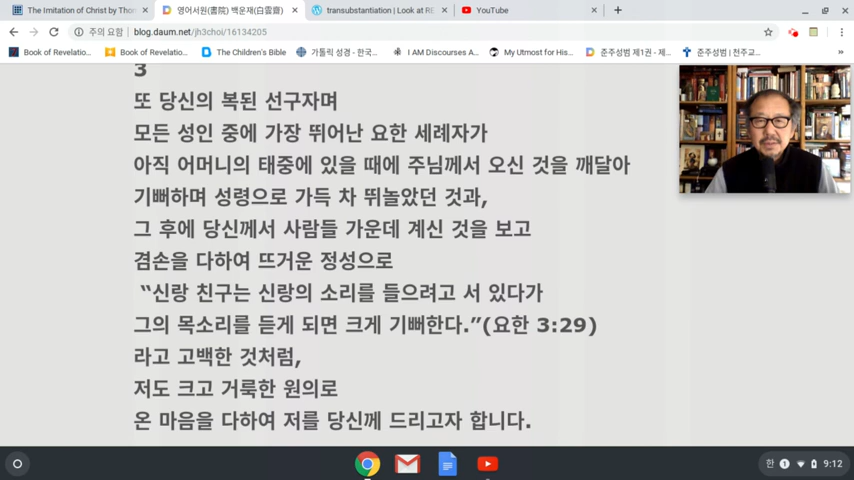 The Imitation of Christ by Thom
영어서원(書院) 백운재(白雲齋)
transubstantiation | Look at RE
YouTube
주의 요함 | blog.daum.net/jh3choi/16134205
Book of Revelatio...
Book of Revelatio...
The Children's Bible
가톨릭 성경 - 한국...
I AM Discourses A...
My Utmost for His...
준주성범 제1권 - 제...
준주성범 | 천주교...
3
또 당신의 복된 선구자며
모든 성인 중에 가장 뛰어난 요한 세례자가
아직 어머니의 태중에 있을 때에 주님께서 오신 것을 깨달아
기뻐하며 성령으로 가득 차 뛰놀았던 것과,
그 후에 당신께서 사람들 가운데 계신 것을 보고
겸손을 다하여 뜨거운 정성으로
“신랑 친구는 신랑의 소리를 들으려고 서 있다가
그의 목소리를 듣게 되면 크게 기뻐한다.”(요한 3:29)
라고 고백한 것처럼,
저도 크고 거룩한 원의로
온 마음을 다하여 저를 당신께 드리고자 합니다.
한
1
9:12